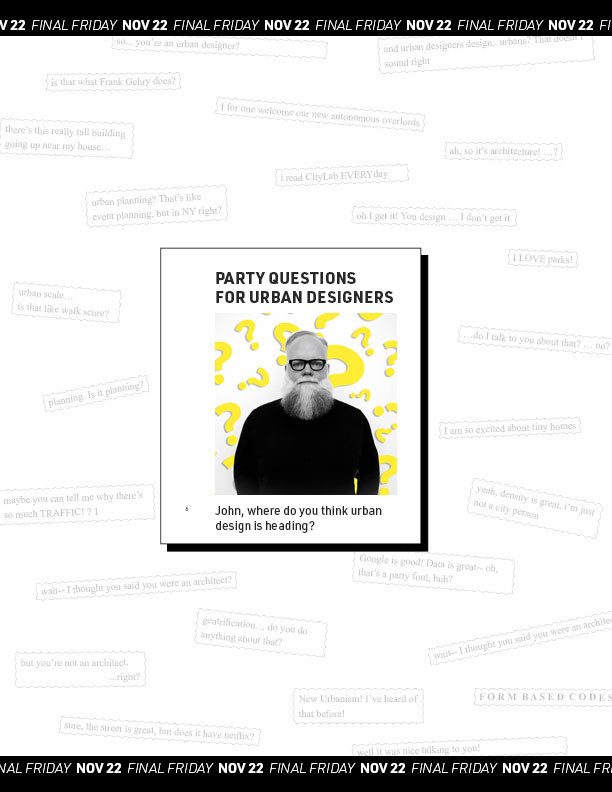 V 22 FINAL FRIDAY NOV 22 FINAL FRIDAY NOV 22 FINAL FRIDAY NOV 22 FINAL FRIDAY NOV 22 FI
so... you're an urban designer?
and urban designers design.. urbans? That doesn't
sound right
is that what Frank Gehry does?
I for one welcome our new autonomous overlords
there's this really tall building
going up near my house…
ah, so it's architecture! …?
i read CityLab EVERYday
urban planning? That's like
event planning, but in NY right?
oh I get it! You design … I don't get it
I LOVE parks!
PARTY QUESTIONS
FOR URBAN DESIGNERS
urban scale…
is that like walk score?
…do I talk to you about that? … no?
planning. Is it planning?
I am so excited about tiny homes
maybe you can tell me why there's
so much TRAFFIC! ? 1
yeah, density is great, i'm just
not a city person
6
John, where do you think urban
design is heading?
Google is good! Data is great-- oh,
that's a party foul, huh?
wait-- I thought you said you were an architect?
gentrification… do you do
anything about that?
wait-- I thought you said you were an architec
but you're not an architect-
...right?
New Urbanism! I've heard of
that before!
FORM BASED CODES
sure, the street is great, but does it have netflix?
well it was nice talking to you!
NAL FRIDAY NOV 22 FINAL FRIDAY NOV 22 FINAL FRIDAY NOV 22 FINAL FRIDAY NOV 22 FINAL FR